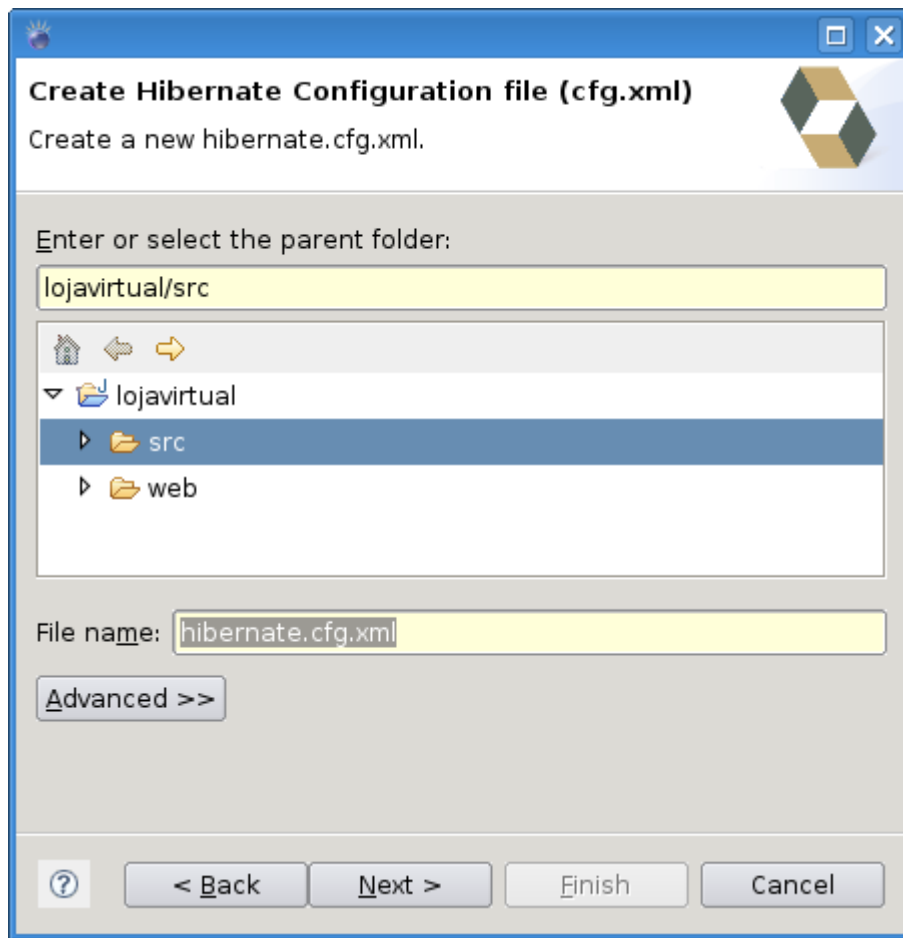 Create Hibernate Configuration file (cfg.xml)
Create a new hibernate.cfg.xml.
Enter or select the parent folder:
lojavirtual/src
lojavirtual
src
web
File name: hibernate.cfg.xml
Advanced >>
? < Back Next > Finish Cancel